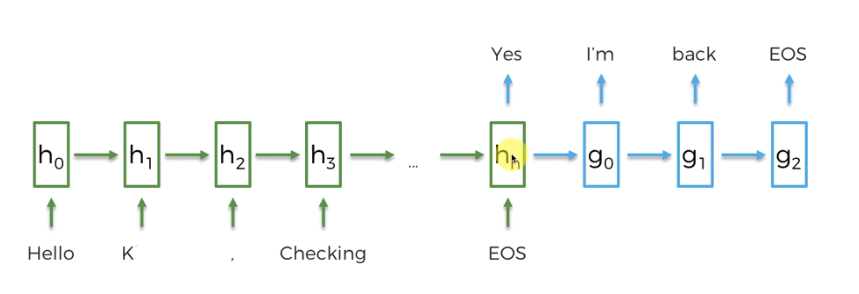 Yes I'm back EOS
h0 h1 h2 h3 ... hn g0 g1 g2
Hello K , Checking EOS